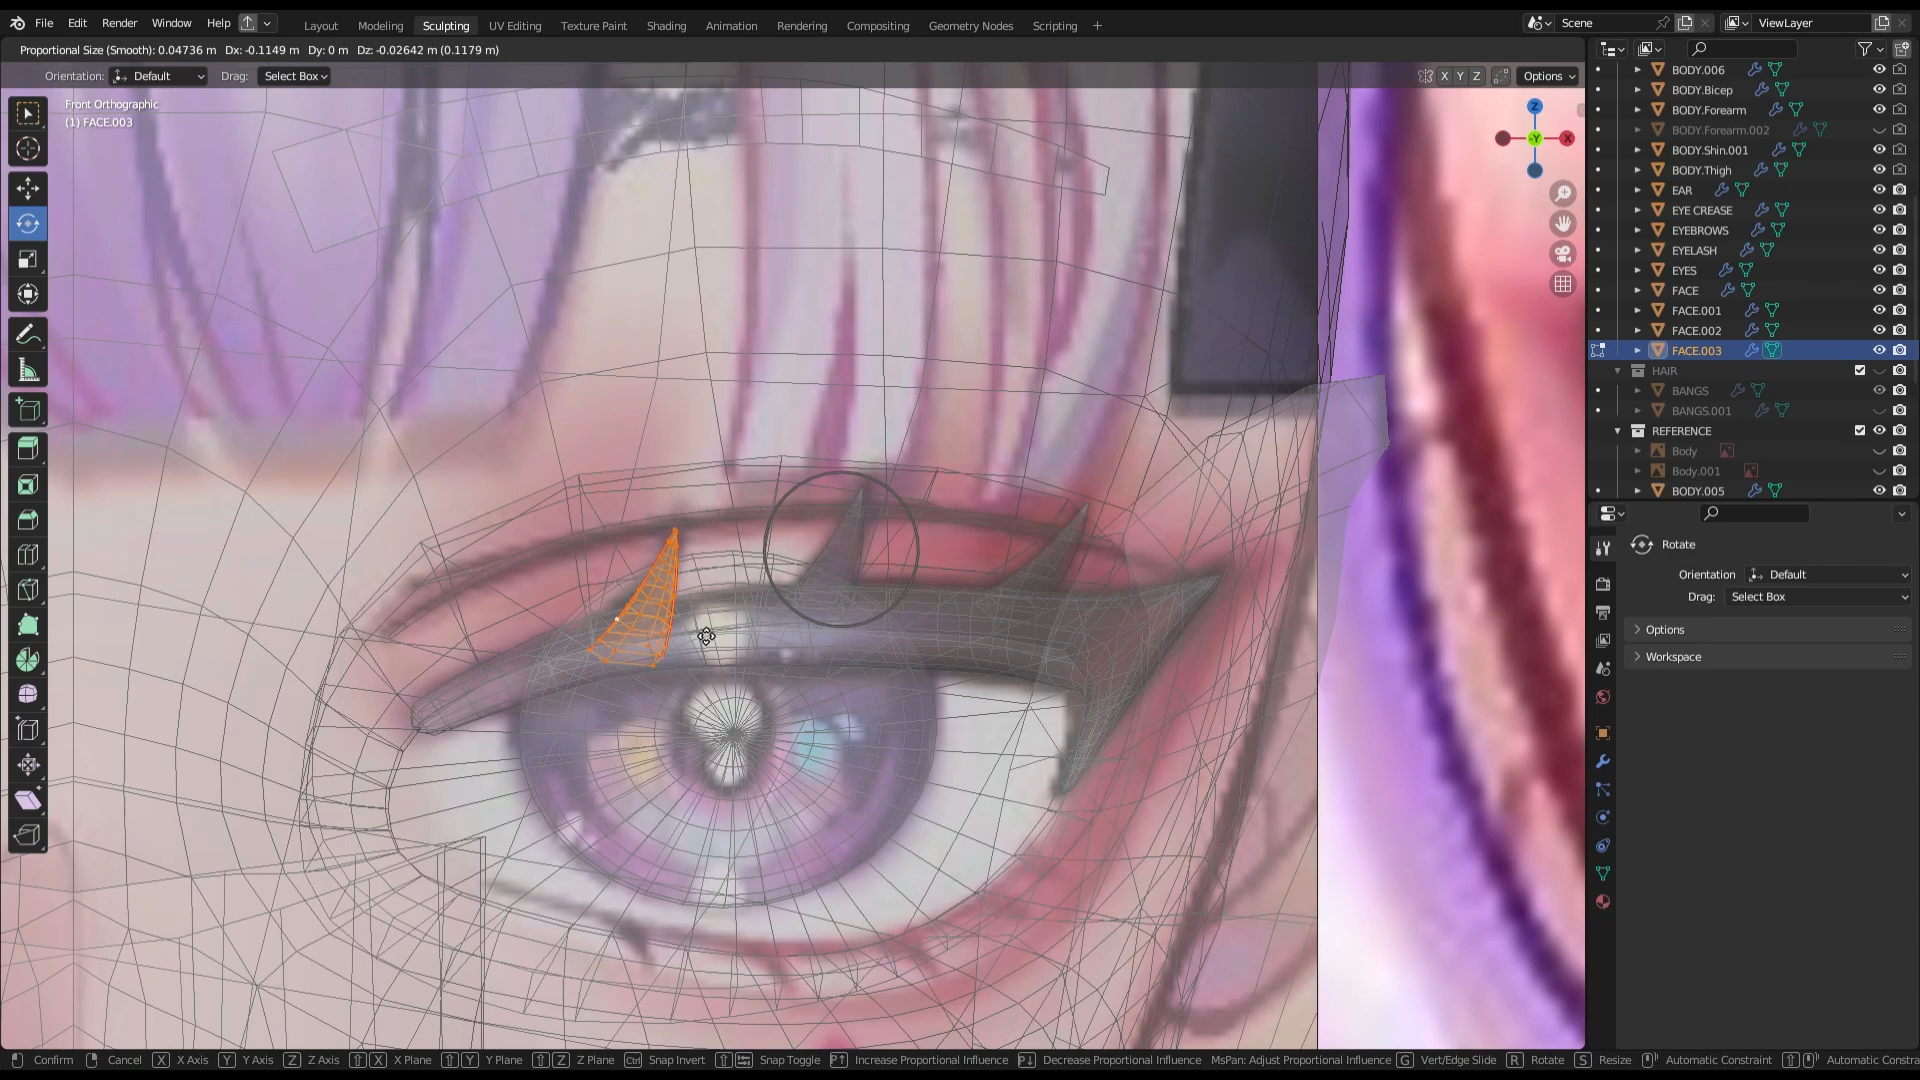 File Edit Render Window Help Layout Modeling Sculpting UV Editing Texture Paint Shading Animation Rendering Compositing Geometry Nodes Scripting + Scene ViewLayer
Proportional Size (Smooth): 0.04736 m Dx: -0.1149 m Dy: 0 m Dz: -0.02642 m (0.1179 m)
Orientation: Default Drag: Select Box X Y Z Options
Front Orthographic
(1) FACE.003
Z
-Y
X
BODY.006
BODY.Bicep
BODY.Forearm
BODY.Forearm.002
BODY.Shin.001
BODY.Thigh
EAR
EYE CREASE
EYEBROWS
EYELASH
EYES
FACE
FACE.001
FACE.002
FACE.003
HAIR
BANGS
BANGS.001
REFERENCE
Body
Body.001
BODY.005
Rotate
Orientation Default
Drag: Select Box
Options
Workspace
Confirm Cancel X X Axis Y Y Axis Z Z Axis X X Plane Y Y Plane Z Z Plane Ctrl Snap Invert Snap Toggle Increase Proportional Influence Decrease Proportional Influence MsPan: Adjust Proportional Influence G Vert/Edge Slide R Rotate S Resize Automatic Constraint Automatic Constra